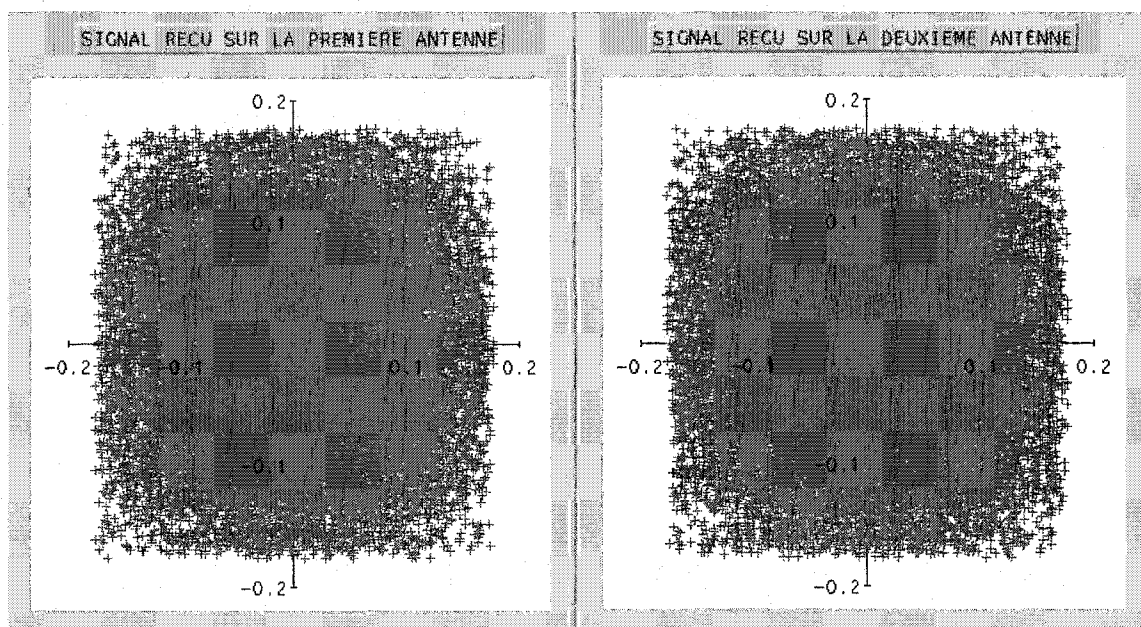 SIGNAL RECU SUR LA PREMIERE ANTENNE
0.2
0.1
-0.2 -0.1 0.1 0.2
-0.1
-0.2
SIGNAL RECU SUR LA DEUXIEME ANTENNE
0.2
0.1
-0.2 -0.1 0.1 0.2
-0.1
-0.2